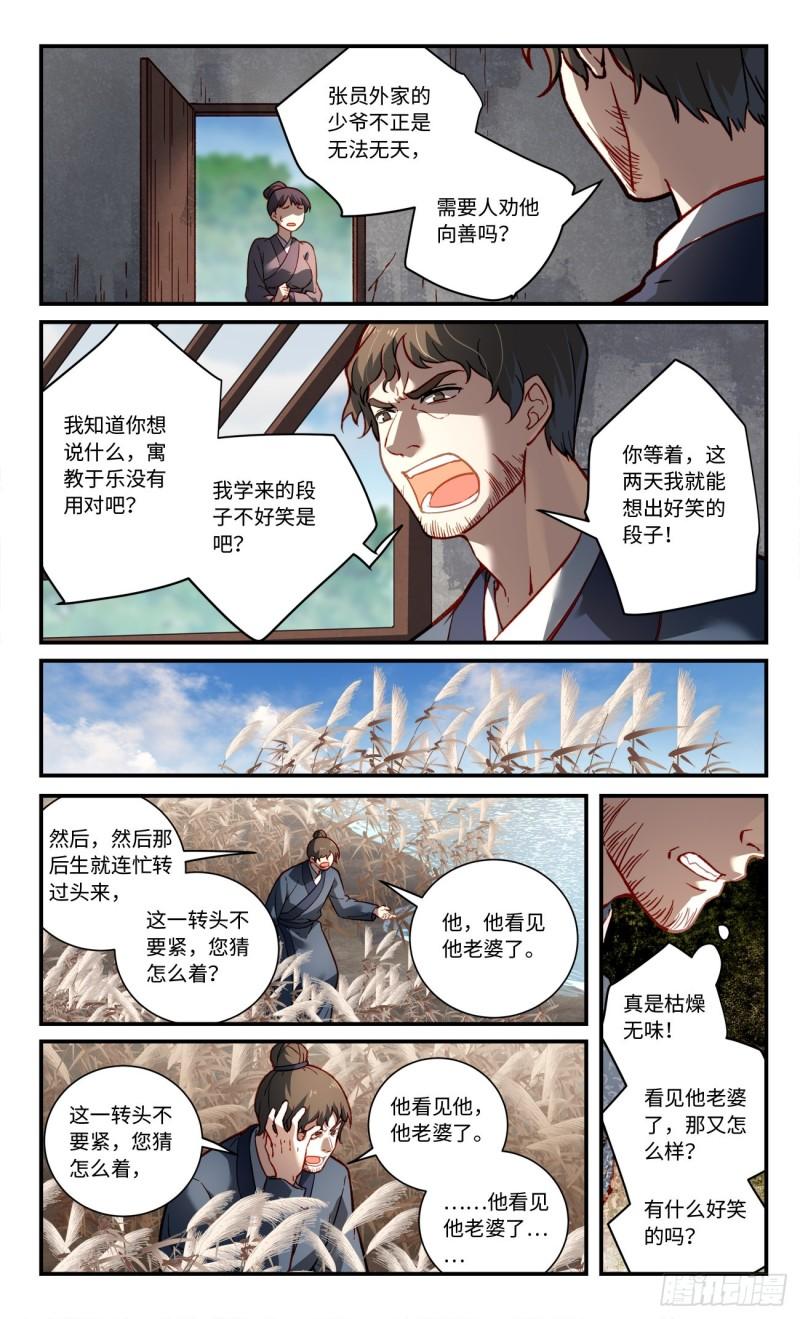 张员外家的
少爷不正是
无法无天，
需要人劝他
向善吗？
我知道你想
说什么，寓
教于乐没有
用对吧？
我学来的段
子不好笑是
吧？
你等着，这
两天我就能
想出好笑的
段子！
然后，然后那
后生就连忙转
过头来，
这一转头不
要紧，您猜
怎么着？
他，他看见
他老婆了。
真是枯燥
无味！
看见他老婆
了，那又怎
么样？
有什么好笑
的吗？
这一转头不
要紧，您猜
怎么着，
他看见他，
他老婆了。
……他看见
他老婆了…
…
腾讯动漫